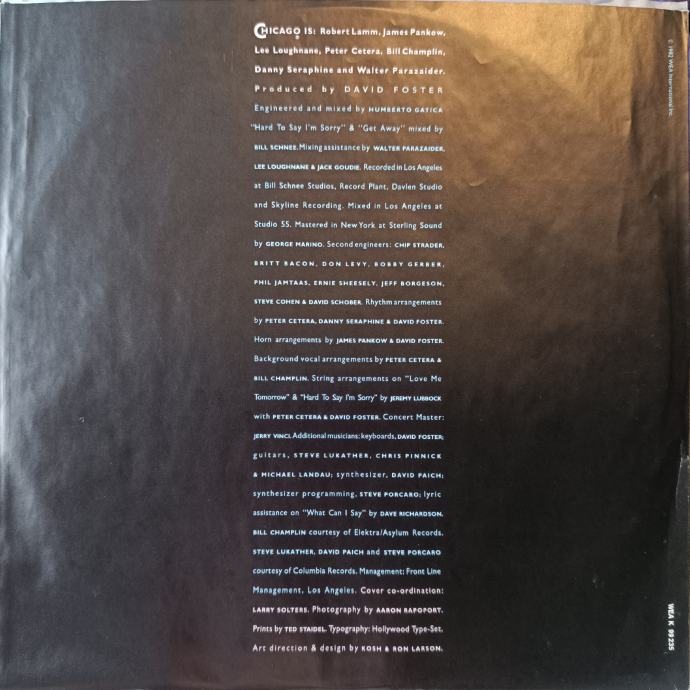 CHICAGO IS: Robert Lamm, James Pankow,
Lee Loughnane, Peter Cetera, Bill Champlin,
Danny Seraphine and Walter Parazaider.
Produced by DAVID FOSTER
Engineered and mixed by HUMBERTO GATICA
"Hard To Say I'm Sorry" & "Get Away" mixed by
BILL SCHNEE. Mixing assistance by WALTER PARAZAIDER,
LEE LOUGHNANE & JACK GOUDIE. Recorded in Los Angeles
at Bill Schnee Studios, Record Plant, Davlen Studio
and Skyline Recording. Mixed in Los Angeles at
Studio 55. Mastered in New York at Sterling Sound
by GEORGE MARINO. Second engineers: CHIP STRADER,
BRITT BACON, DON LEVY, BOBBY GERBER,
PHIL JAMTAAS, ERNIE SHEESELY, JEFF BORGESON,
STEVE COHEN & DAVID SCHOBER. Rhythm arrangements
by PETER CETERA, DANNY SERAPHINE & DAVID FOSTER.
Horn arrangements by JAMES PANKOW & DAVID FOSTER.
Background vocal arrangements by PETER CETERA &
BILL CHAMPLIN. String arrangements on "Love Me
Tomorrow" & "Hard To Say I'm Sorry" by JEREMY LUBBOCK
with PETER CETERA & DAVID FOSTER. Concert Master:
JERRY VINCI. Additional musicians: keyboards, DAVID FOSTER;
guitars, STEVE LUKATHER, CHRIS PINNICK
& MICHAEL LANDAU; synthesizer, DAVID PAICH;
synthesizer programming, STEVE PORCARO; lyric
assistance on "What Can I Say" by DAVE RICHARDSON.
BILL CHAMPLIN courtesy of Elektra/Asylum Records.
STEVE LUKATHER, DAVID PAICH and STEVE PORCARO
courtesy of Columbia Records. Management: Front Line
Management, Los Angeles. Cover co-ordination:
LARRY SOLTERS. Photography by AARON RAPOPORT.
Prints by TED STAIDEL. Typography: Hollywood Type-Set.
Art direction & design by KOSH & RON LARSON.
© 1982 WEA International Inc.
WEA K 99 235